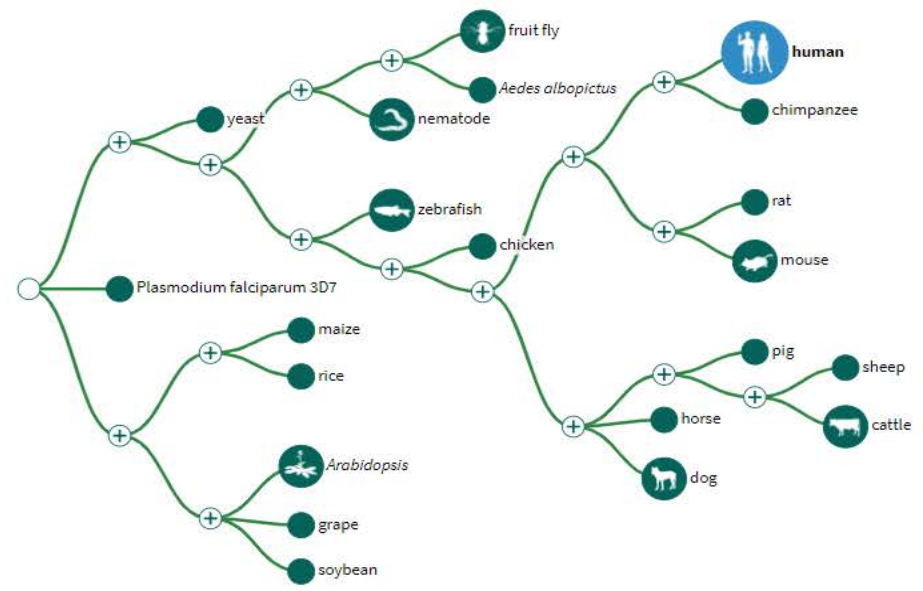 fruit fly
Aedes albopictus
yeast
nematode
human
chimpanzee
zebrafish
chicken
rat
mouse
Plasmodium falciparum 3D7
maize
rice
pig
sheep
horse
cattle
dog
Arabidopsis
grape
soybean